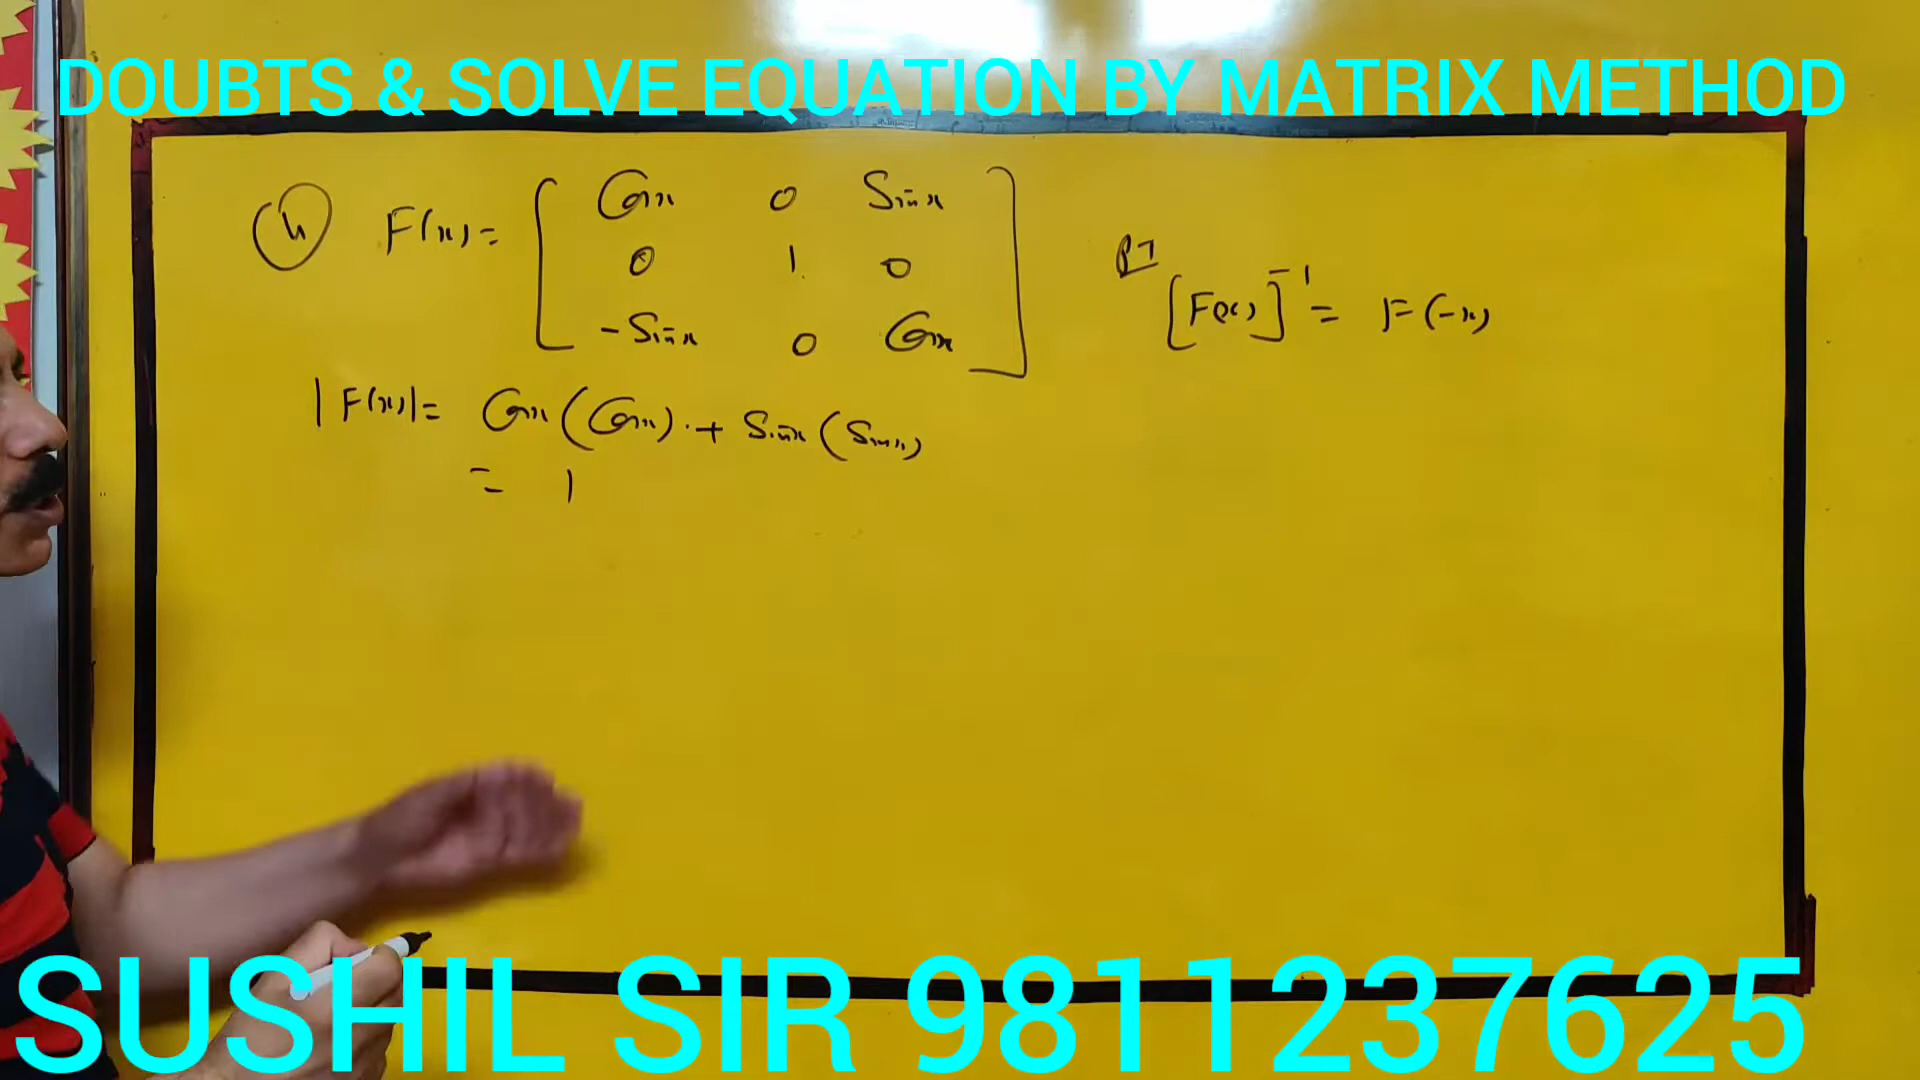 DOUBTS & SOLVE EQUATION BY MATRIX METHOD
(4) F(x) = [ Cosx 0 Sinx
0 1 0
-Sinx 0 Cosx ]
PT [F(x)]⁻¹ = F(-x)
|F(x)| = Cosx (Cosx) + Sinx (Sinx)
= 1
SUSHIL SIR 9811237625